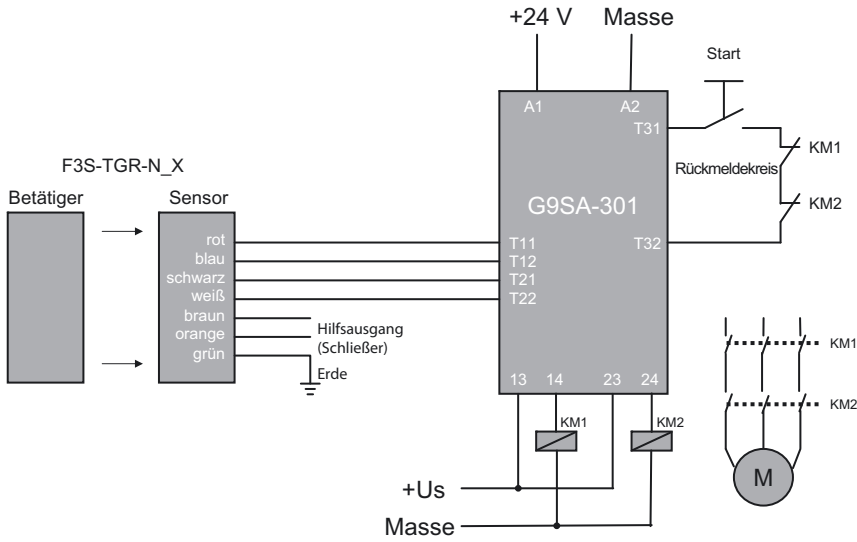 +24 V Masse
Start
A1 A2
T31
F3S-TGR-N_X
KM1
Rückmeldekreis
Betätiger Sensor
G9SA-301
KM2
rot T11 T32
blau T12
schwarz T21
weiß T22
braun
orange
grün
Hilfsausgang
(Schließer)
Erde
KM1
13 14 23 24
KM2
KM1 KM2
M
+Us
Masse